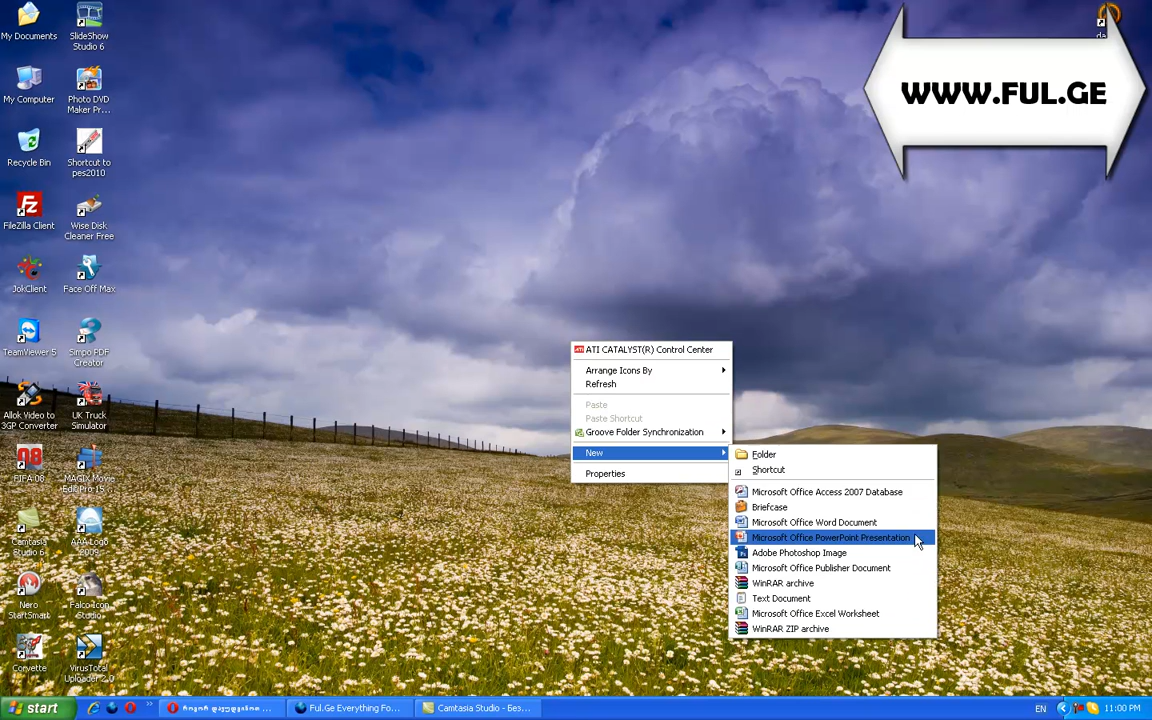 My Documents
SlideShow
Studio 6
My Computer
Photo DVD
Maker Pr...
Recycle Bin
Shortcut to
pes2010
FileZilla Client
Wise Disk
Cleaner Free
JokClient
Face Off Max
TeamViewer 5
Simpo PDF
Creator
Allok Video to
3GP Converter
UK Truck
Simulator
FIFA 08
MAGIX Movie
Edit Pro 15...
Camtasia
Studio 6
AAA Logo
2009
Nero
StartSmart
Falco Icon
Studio
Corvette
VirusTotal
Uploader 2.0
WWW.FUL.GE
ATI CATALYST(R) Control Center
Arrange Icons By
Refresh
Paste
Paste Shortcut
Groove Folder Synchronization
New
Properties
Folder
Shortcut
Microsoft Office Access 2007 Database
Briefcase
Microsoft Office Word Document
Microsoft Office PowerPoint Presentation
Adobe Photoshop Image
Microsoft Office Publisher Document
WinRAR archive
Text Document
Microsoft Office Excel Worksheet
WinRAR ZIP archive
start
Ful.Ge Everything Fo...
Camtasia Studio - Без...
EN
11:00 PM